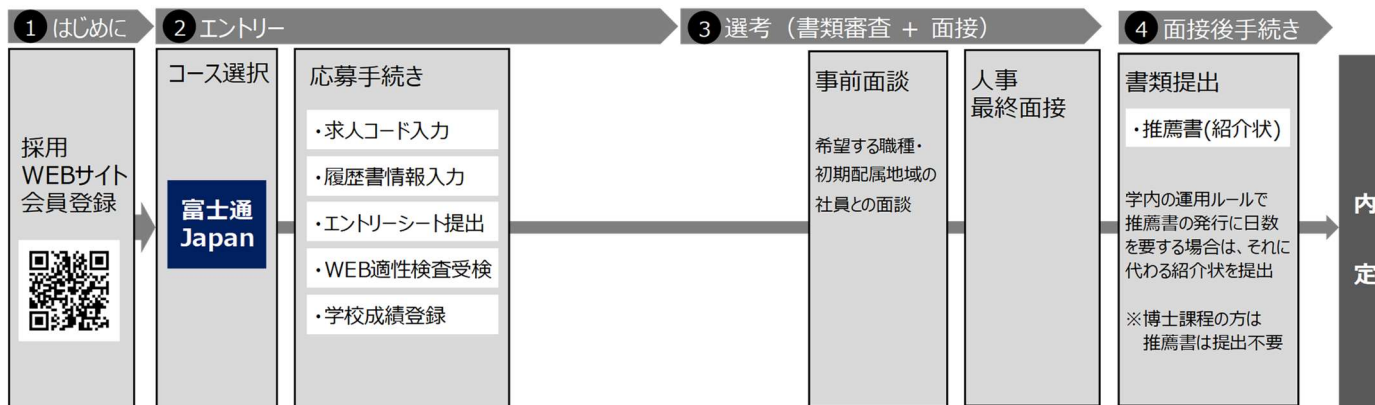 1 はじめに
2 エントリー
3 選考（書類審査 + 面接）
4 面接後手続き
採用
WEBサイト
会員登録
コース選択
富士通
Japan
応募手続き
・求人コード入力
・履歴書情報入力
・エントリーシート提出
・WEB適性検査受検
・学校成績登録
事前面談
希望する職種・
初期配属地域の
社員との面談
人事
最終面接
書類提出
・推薦書(紹介状)
学内の運用ルールで
推薦書の発行に日数
を要する場合は、それに
代わる紹介状を提出
※博士課程の方は
推薦書は提出不要
内
定